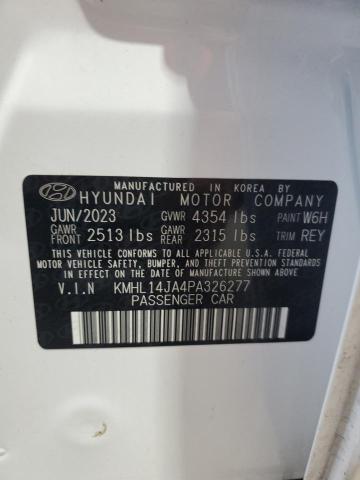 MANUFACTURED IN KOREA BY
HYUNDAI MOTOR COMPANY
JUN/2023 GVWR 4354 lbs PAINT W6H
GAWR FRONT 2513 lbs GAWR REAR 2315 lbs TRIM REY
THIS VEHICLE CONFORMS TO ALL APPLICABLE U.S.A. FEDERAL
MOTOR VEHICLE SAFETY, BUMPER, AND THEFT PREVENTION STANDARDS
IN EFFECT ON THE DATE OF MANUFACTURE SHOWN ABOVE.
V.I.N KMHL14JA4PA326277
PASSENGER CAR